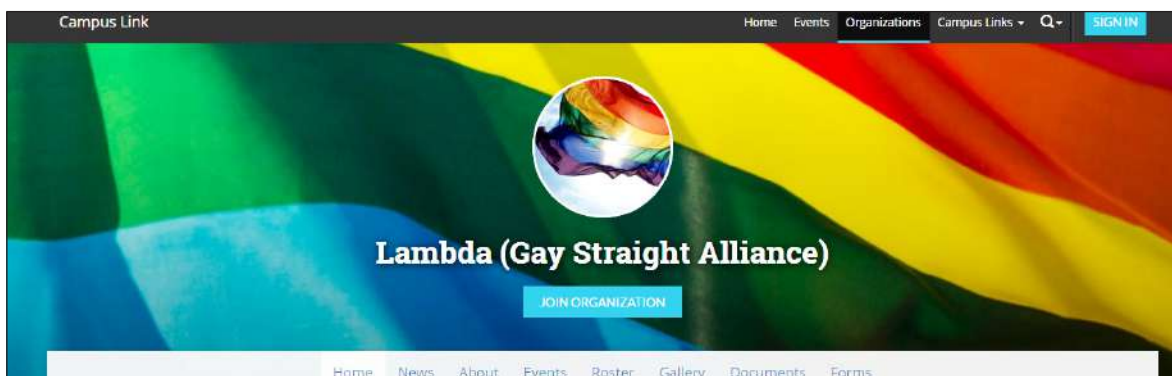 Campus Link Home Events Organizations Campus Links SIGN IN
Lambda (Gay Straight Alliance)
JOIN ORGANIZATION
Home News About Events Roster Gallery Documents Forms